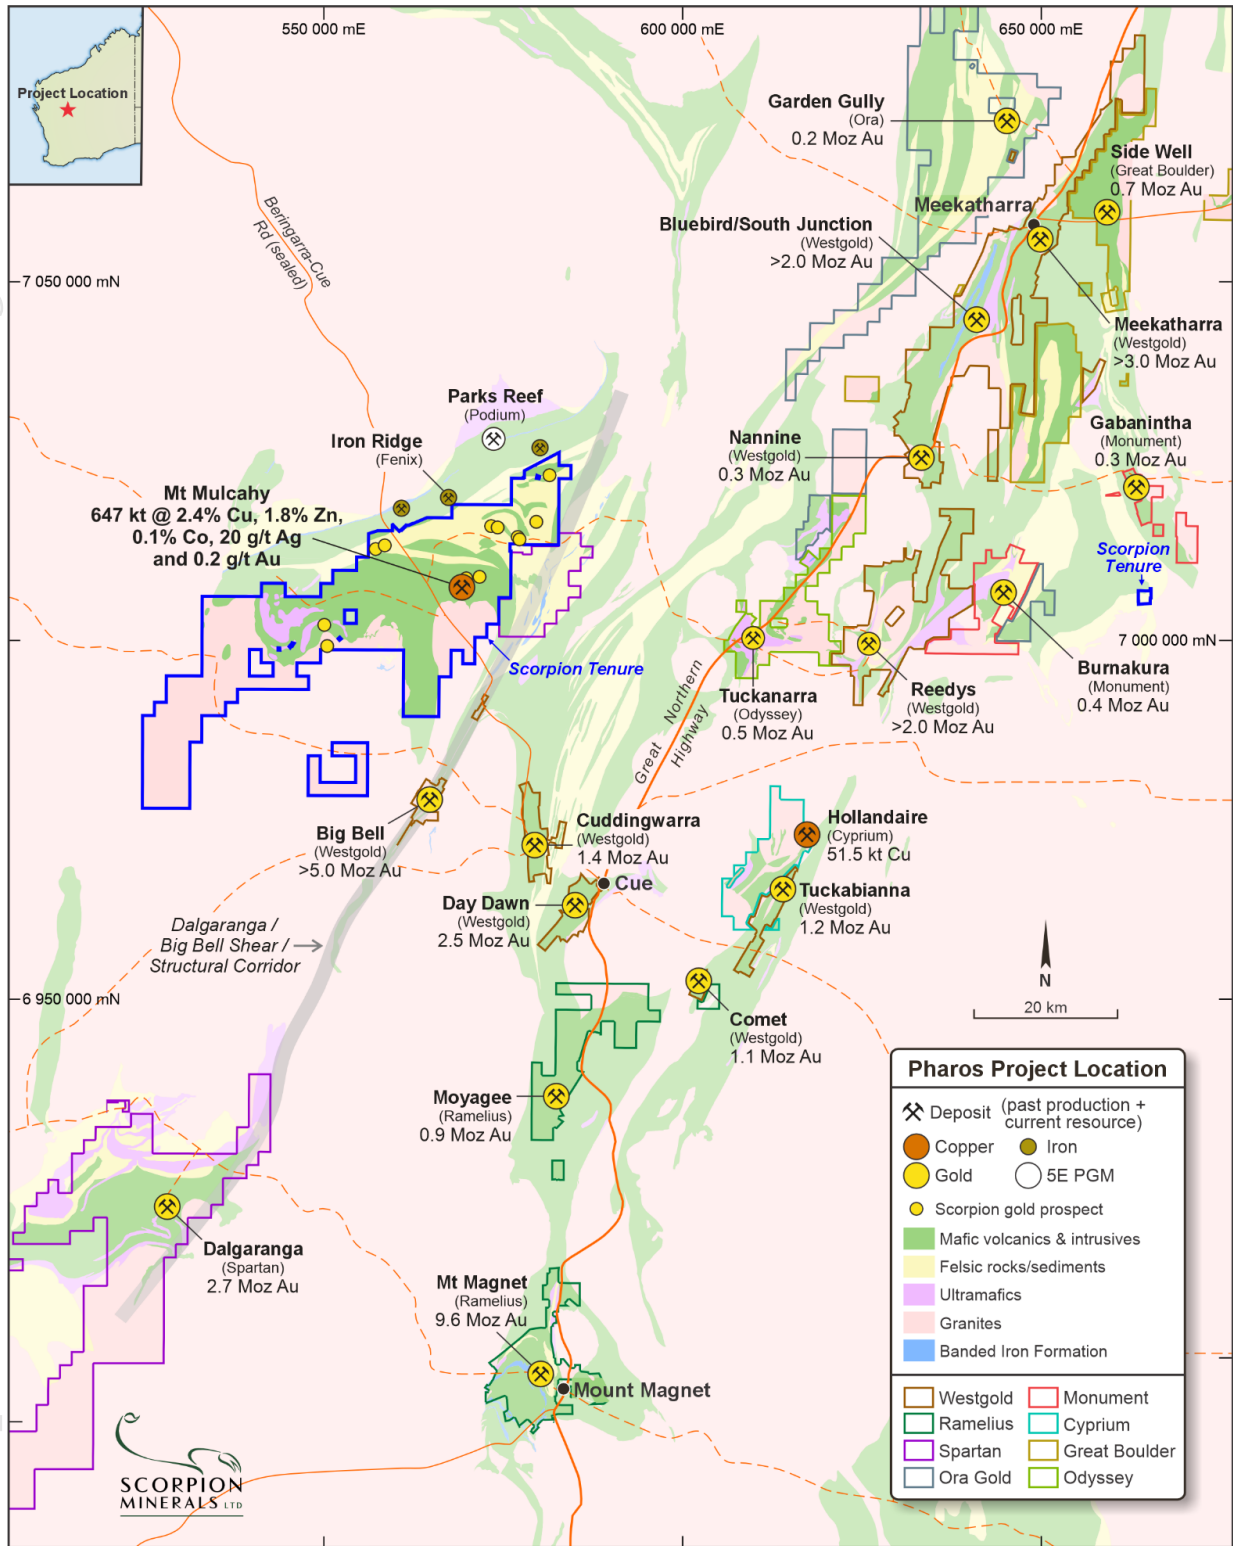 550 000 mE
600 000 mE
650 000 mE
Project Location
Garden Gully
(Ora)
0.2 Moz Au
Side Well
(Great Boulder)
0.7 Moz Au
Meekatharra
Bluebird/South Junction
(Westgold)
>2.0 Moz Au
Beringarra-Cue
Rd (sealed)
7 050 000 mN
Meekatharra
(Westgold)
>3.0 Moz Au
Parks Reef
(Podium)
Iron Ridge
(Fenix)
Nannine
(Westgold)
0.3 Moz Au
Gabanintha
(Monument)
0.3 Moz Au
Mt Mulcahy
647 kt @ 2.4% Cu, 1.8% Zn,
0.1% Co, 20 g/t Ag
and 0.2 g/t Au
Scorpion
Tenure
7 000 000 mN
Scorpion Tenure
Burnakura
(Monument)
0.4 Moz Au
Tuckanarra
(Odyssey)
0.5 Moz Au
Reedys
(Westgold)
>2.0 Moz Au
Great Northern
Highway
Big Bell
(Westgold)
>5.0 Moz Au
Cuddingwarra
(Westgold)
1.4 Moz Au
Hollandaire
(Cyprium)
51.5 kt Cu
Cue
Day Dawn
(Westgold)
2.5 Moz Au
Tuckabianna
(Westgold)
1.2 Moz Au
Dalgaranga /
Big Bell Shear /
Structural Corridor
6 950 000 mN
N
20 km
Comet
(Westgold)
1.1 Moz Au
Moyagee
(Ramelius)
0.9 Moz Au
Dalgaranga
(Spartan)
2.7 Moz Au
Mt Magnet
(Ramelius)
9.6 Moz Au
Mount Magnet
Pharos Project Location
Deposit (past production +
current resource)
Copper
Iron
Gold
5E PGM
Scorpion gold prospect
Mafic volcanics & intrusives
Felsic rocks/sediments
Ultramafics
Granites
Banded Iron Formation
Westgold
Monument
Ramelius
Cyprium
Spartan
Great Boulder
Ora Gold
Odyssey
SCORPION
MINERALS LTD